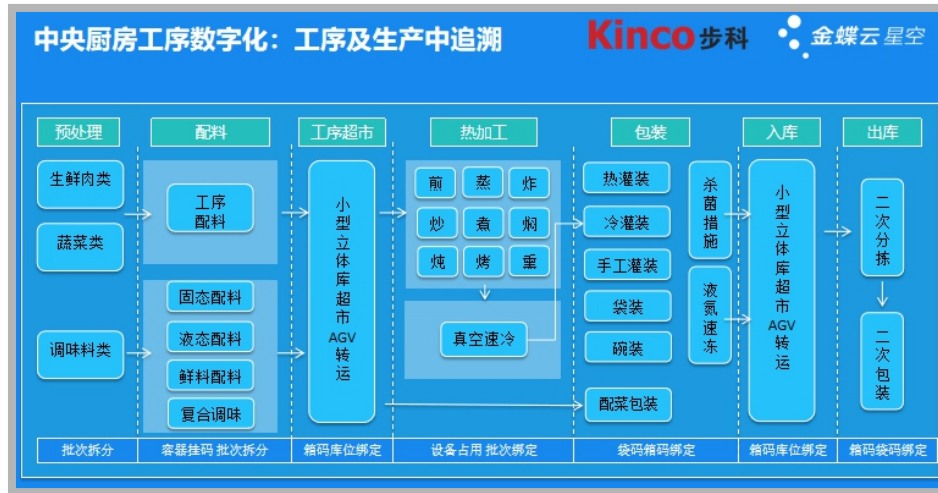 中央厨房工序数字化：工序及生产中追溯
Kinco步科
金蝶云星空
预处理
配料
工序超市
热加工
包装
入库
出库
生鲜肉类
蔬菜类
调味料类
工序
配料
固态配料
液态配料
鲜料配料
复合调味
小型立体库超市AGV转运
煎
蒸
炸
炒
煮
焖
炖
烤
熏
真空速冷
热灌装
冷灌装
手工灌装
袋装
碗装
配菜包装
杀菌措施
液氮速冻
小型立体库超市AGV转运
二次分拣
二次包装
批次拆分
容器挂码 批次拆分
箱码库位绑定
设备占用 批次绑定
袋码箱码绑定
箱码库位绑定
箱码袋码绑定